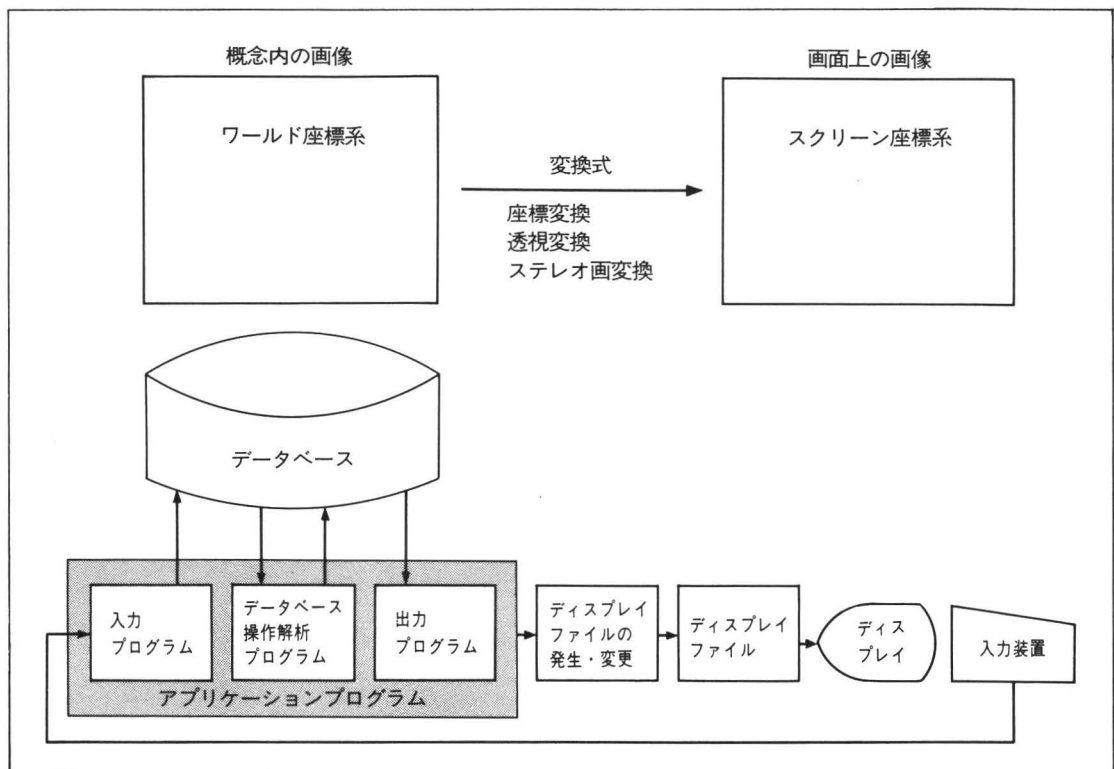 概念内の画像
画面上の画像
ワールド座標系
スクリーン座標系
変換式
座標変換
透視変換
ステレオ画変換
データベース
入力
プログラム
データベース
操作解析
プログラム
出力
プログラム
アプリケーションプログラム
ディスプレイ
ファイルの
発生・変更
ディスプレイ
ファイル
ディス
プレイ
入力装置